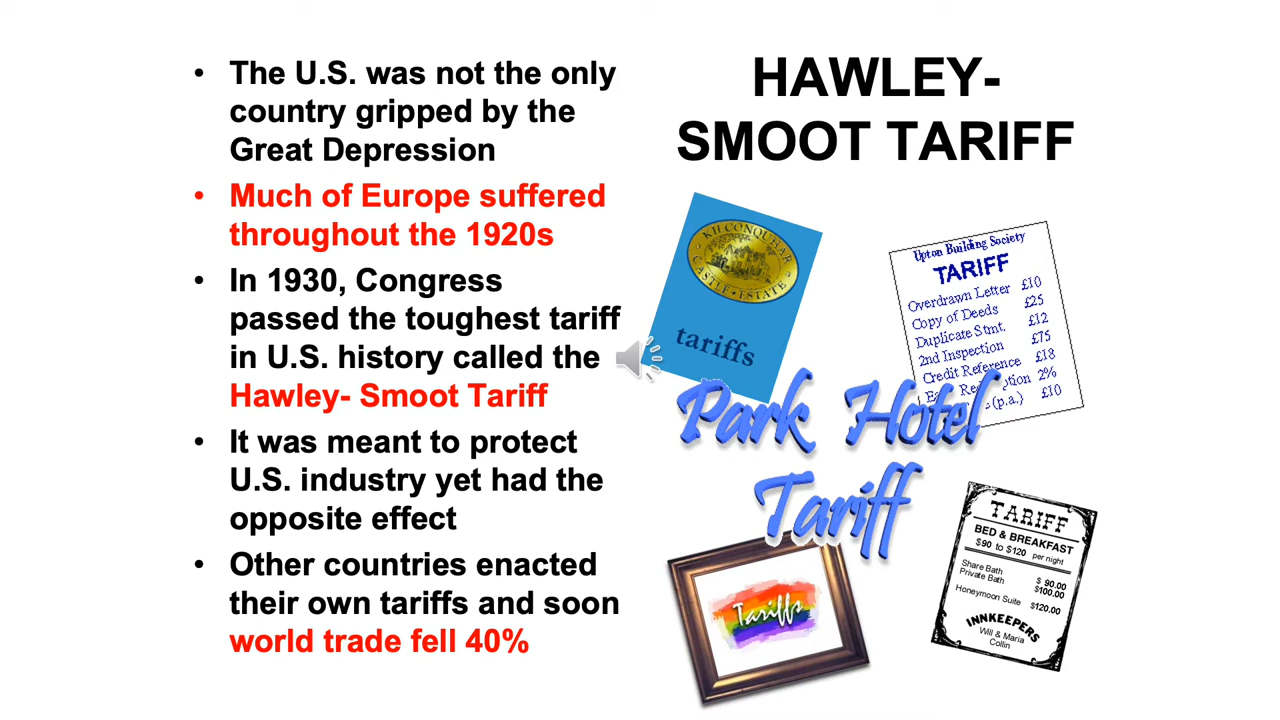 • The U.S. was not the only
country gripped by the
Great Depression
• Much of Europe suffered
throughout the 1920s
• In 1930, Congress
passed the toughest tariff
in U.S. history called the
Hawley- Smoot Tariff
• It was meant to protect
U.S. industry yet had the
opposite effect
• Other countries enacted
their own tariffs and soon
world trade fell 40%
HAWLEY-
SMOOT TARIFF
KILCONQUHAR
CASTLE • ESTATE
tariffs
Upton Building Society
TARIFF
Overdrawn Letter £10
Copy of Deeds £25
Duplicate Stmt. £12
2nd Inspection £75
Credit Reference £18
2%
(p.a.) £10
Park Hotel
Tariff
Tariffs
TARIFF
BED & BREAKFAST
$90 to $120 per night
Share Bath $ 90.00
Private Bath $100.00
Honeymoon Suite $120.00
INNKEEPERS
Will & Maria
Collin